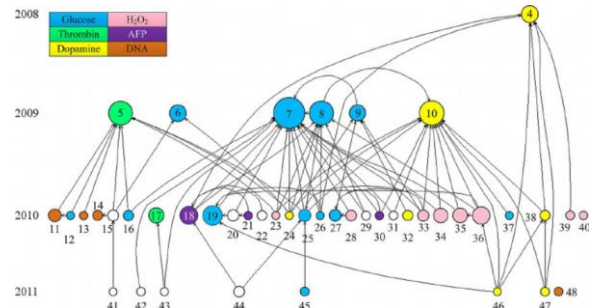 2008
Glucose H₂O₂
Thrombin AFP
Dopamine DNA
4
2009
5 6 7 8 9 10
14
2010
17 18 19 38
11 12 13 15 16 20 21 22 23 24 25 26 27 28 29 30 31 32 33 34 35 36 37 39 40
2011
48
41 42 43 44 45 46 47